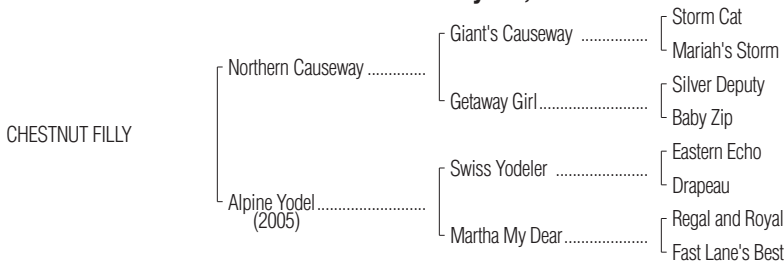 Storm Cat
Giant's Causeway ................
Mariah's Storm
Northern Causeway ..............
Silver Deputy
Getaway Girl..........................
Baby Zip
CHESTNUT FILLY
Eastern Echo
Swiss Yodeler ......................
Drapeau
Alpine Yodel..........................
(2005)
Regal and Royal
Martha My Dear....................
Fast Lane's Best